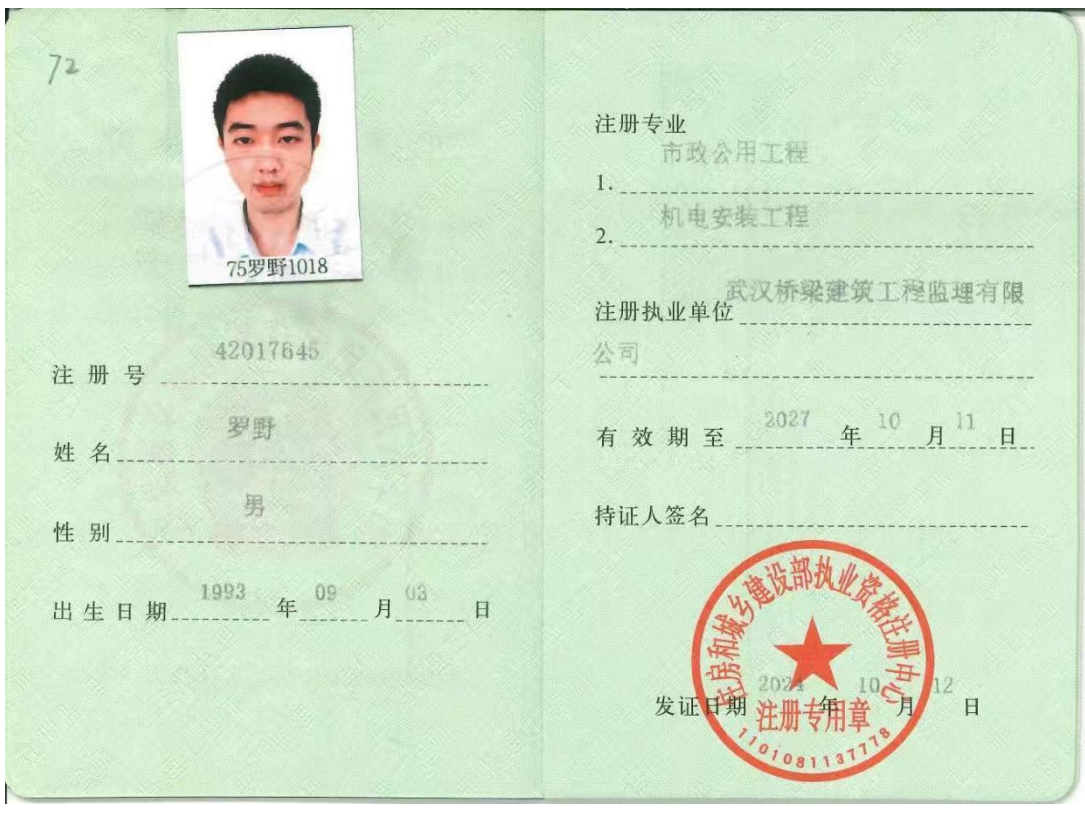 72
75罗野1018
注 册 号 42017645
姓 名 罗野
性 别 男
出 生 日 期 1993 年 09 月 03 日
注册专业
1. 市政公用工程
2. 机电安装工程
注册执业单位 武汉桥梁建筑工程监理有限
公司
有 效 期 至 2027 年 10 月 11 日
持证人签名
住房和城乡建设部执业资格注册中心
发证日期 2024 年 10 月 12 日
注册专用章
1101081137778